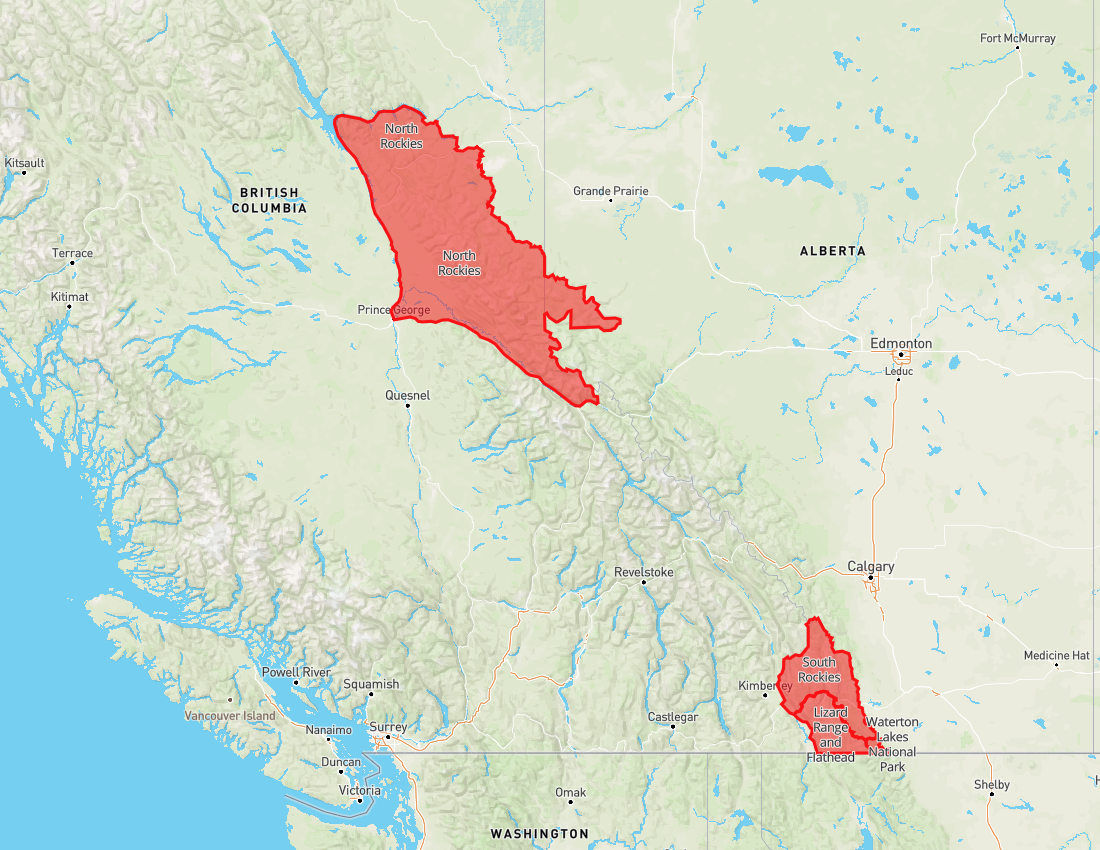 Fort McMurray
North
Rockies
Kitsault
Grande Prairie
BRITISH
COLUMBIA
ALBERTA
Terrace
North
Rockies
Kitimat
Prince George
Edmonton
Leduc
Quesnel
Calgary
Revelstoke
Medicine Hat
South
Rockies
Powell River
Squamish
Kimberley
Vancouver Island
Lizard
Range
and
Flathead
Castlegar
Waterton
Lakes
National
Park
Nanaimo
Surrey
Duncan
Victoria
Omak
Shelby
H
WASHINGTON